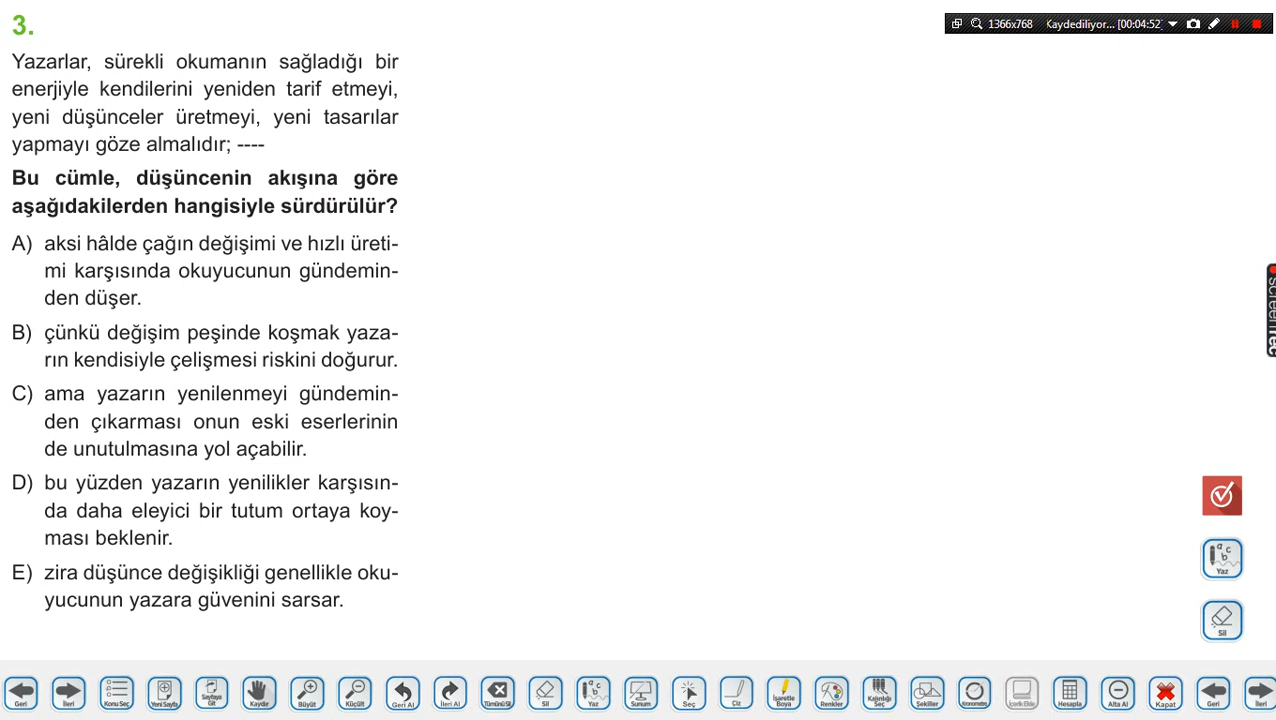 3.
1366x768 Kaydediliyor... [00:04:52]
Yazarlar, sürekli okumanın sağladığı bir
enerjiyle kendilerini yeniden tarif etmeyi,
yeni düşünceler üretmeyi, yeni tasarılar
yapmayı göze almalıdır; ----
Bu cümle, düşüncenin akışına göre
aşağıdakilerden hangisiyle sürdürülür?
A) aksi hâlde çağın değişimi ve hızlı üreti-
mi karşısında okuyucunun gündemin-
den düşer.
B) çünkü değişim peşinde koşmak yaza-
rın kendisiyle çelişmesi riskini doğurur.
C) ama yazarın yenilenmeyi gündemin-
den çıkarması onun eski eserlerinin
de unutulmasına yol açabilir.
D) bu yüzden yazarın yenilikler karşısın-
da daha eleyici bir tutum ortaya koy-
ması beklenir.
E) zira düşünce değişikliği genellikle oku-
yucunun yazara güvenini sarsar.
screenrec
a b c
Yaz
Sil
Geri İleri Konu Seç Yeni Sayfa Sayfaya Git Kaydır Büyüt Küçült Geri Al İleri Al Tümünü Sil Sil Yaz Sunum Seç Çiz İşaretle Boya Renkler Kalınlığı Seç Şekiller Kronometre İçerik Ekle Hesapla Alta Al Kapat Geri İleri